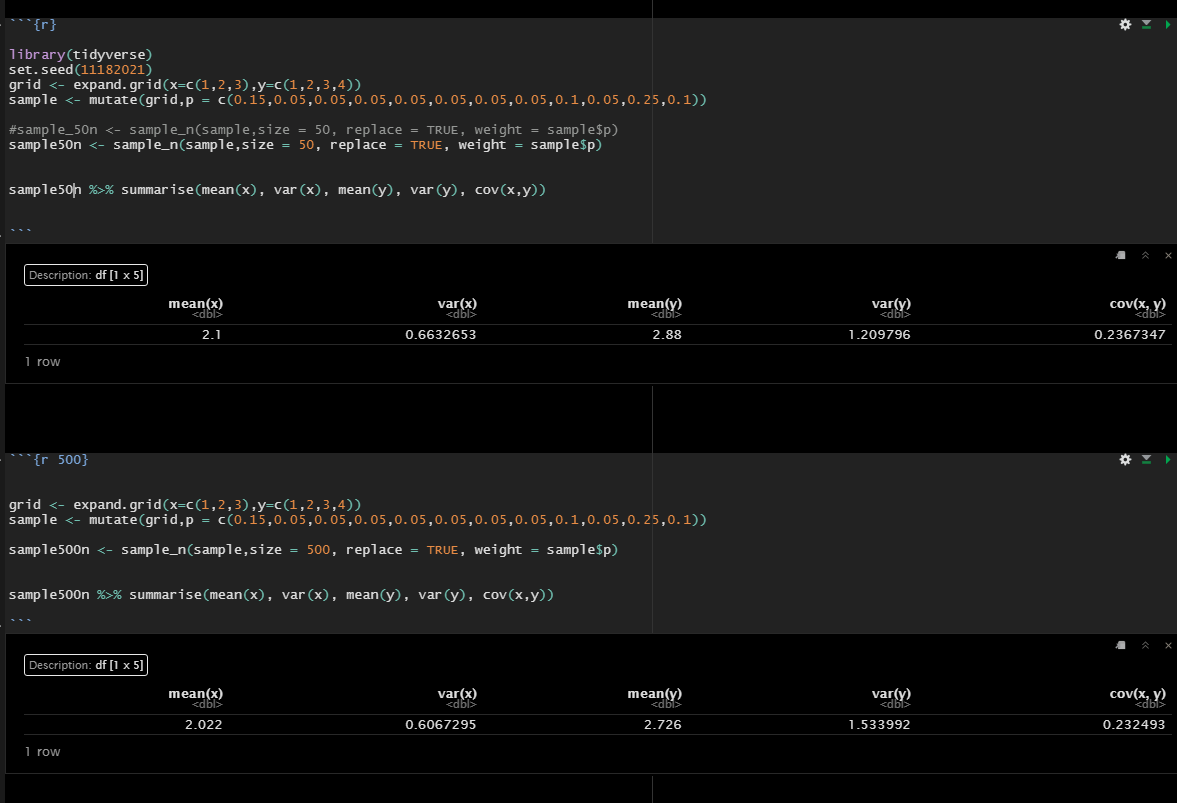 ```{r}
library(tidyverse)
set.seed(11182021)
grid <- expand.grid(x=c(1,2,3),y=c(1,2,3,4))
sample <- mutate(grid,p = c(0.15,0.05,0.05,0.05,0.05,0.05,0.05,0.05,0.1,0.05,0.25,0.1))
#sample_50n <- sample_n(sample,size = 50, replace = TRUE, weight = sample$p)
sample50n <- sample_n(sample,size = 50, replace = TRUE, weight = sample$p)
sample50n %>% summarise(mean(x), var(x), mean(y), var(y), cov(x,y))
```
Description: df [1 x 5]
mean(x) var(x) mean(y) var(y) cov(x, y)
<dbl> <dbl> <dbl> <dbl> <dbl>
2.1 0.6632653 2.88 1.209796 0.2367347
1 row
```{r 500}
grid <- expand.grid(x=c(1,2,3),y=c(1,2,3,4))
sample <- mutate(grid,p = c(0.15,0.05,0.05,0.05,0.05,0.05,0.05,0.05,0.1,0.05,0.25,0.1))
sample500n <- sample_n(sample,size = 500, replace = TRUE, weight = sample$p)
sample500n %>% summarise(mean(x), var(x), mean(y), var(y), cov(x,y))
```
Description: df [1 x 5]
mean(x) var(x) mean(y) var(y) cov(x, y)
<dbl> <dbl> <dbl> <dbl> <dbl>
2.022 0.6067295 2.726 1.533992 0.232493
1 row